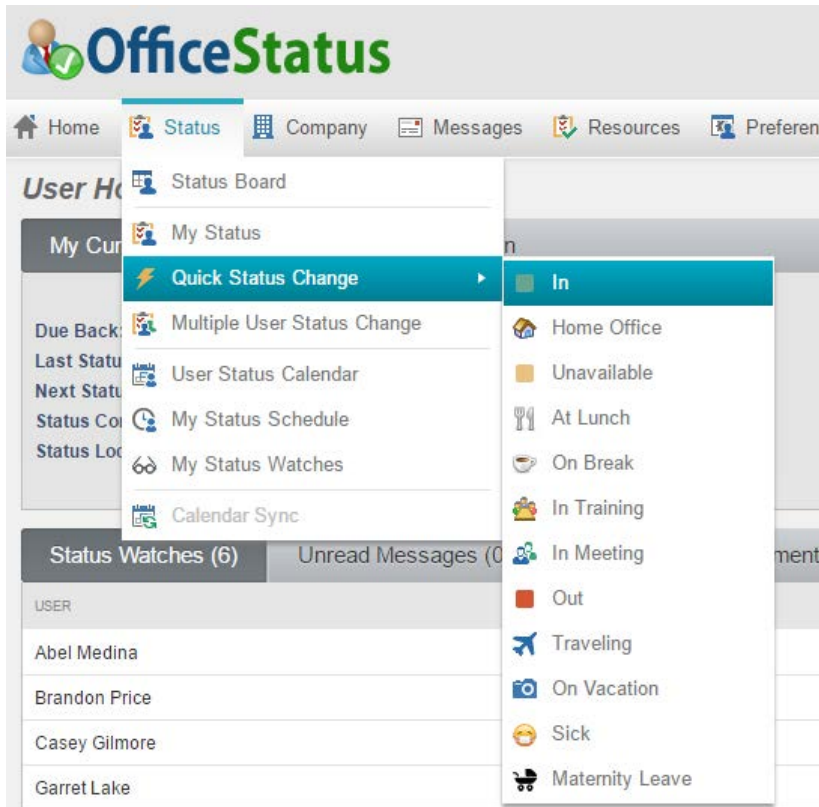 OfficeStatus
Home Status Company Messages Resources Preferen
Status Board
My Status
Quick Status Change
Multiple User Status Change
User Status Calendar
My Status Schedule
My Status Watches
Calendar Sync
In
Home Office
Unavailable
At Lunch
On Break
In Training
In Meeting
Out
Traveling
On Vacation
Sick
Maternity Leave
User Ho
My Cur n
Due Back:
Last Statu
Next Statu
Status Co
Status Loc
Status Watches (6) Unread Messages (0 ment
USER
Abel Medina
Brandon Price
Casey Gilmore
Garret Lake